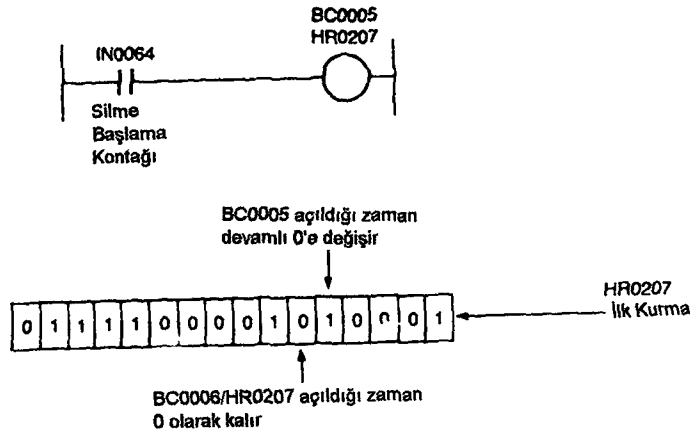 BC0005
HR0207
IN0064
Silme
Başlama
Kontağı
BC0005 açıldığı zaman
devamlı 0'e değişir
HR0207
İlk Kurma
0 1 1 1 1 0 0 0 0 1 0 1 0 0 0 1
BC0006/HR0207 açıldığı zaman
0 olarak kalır